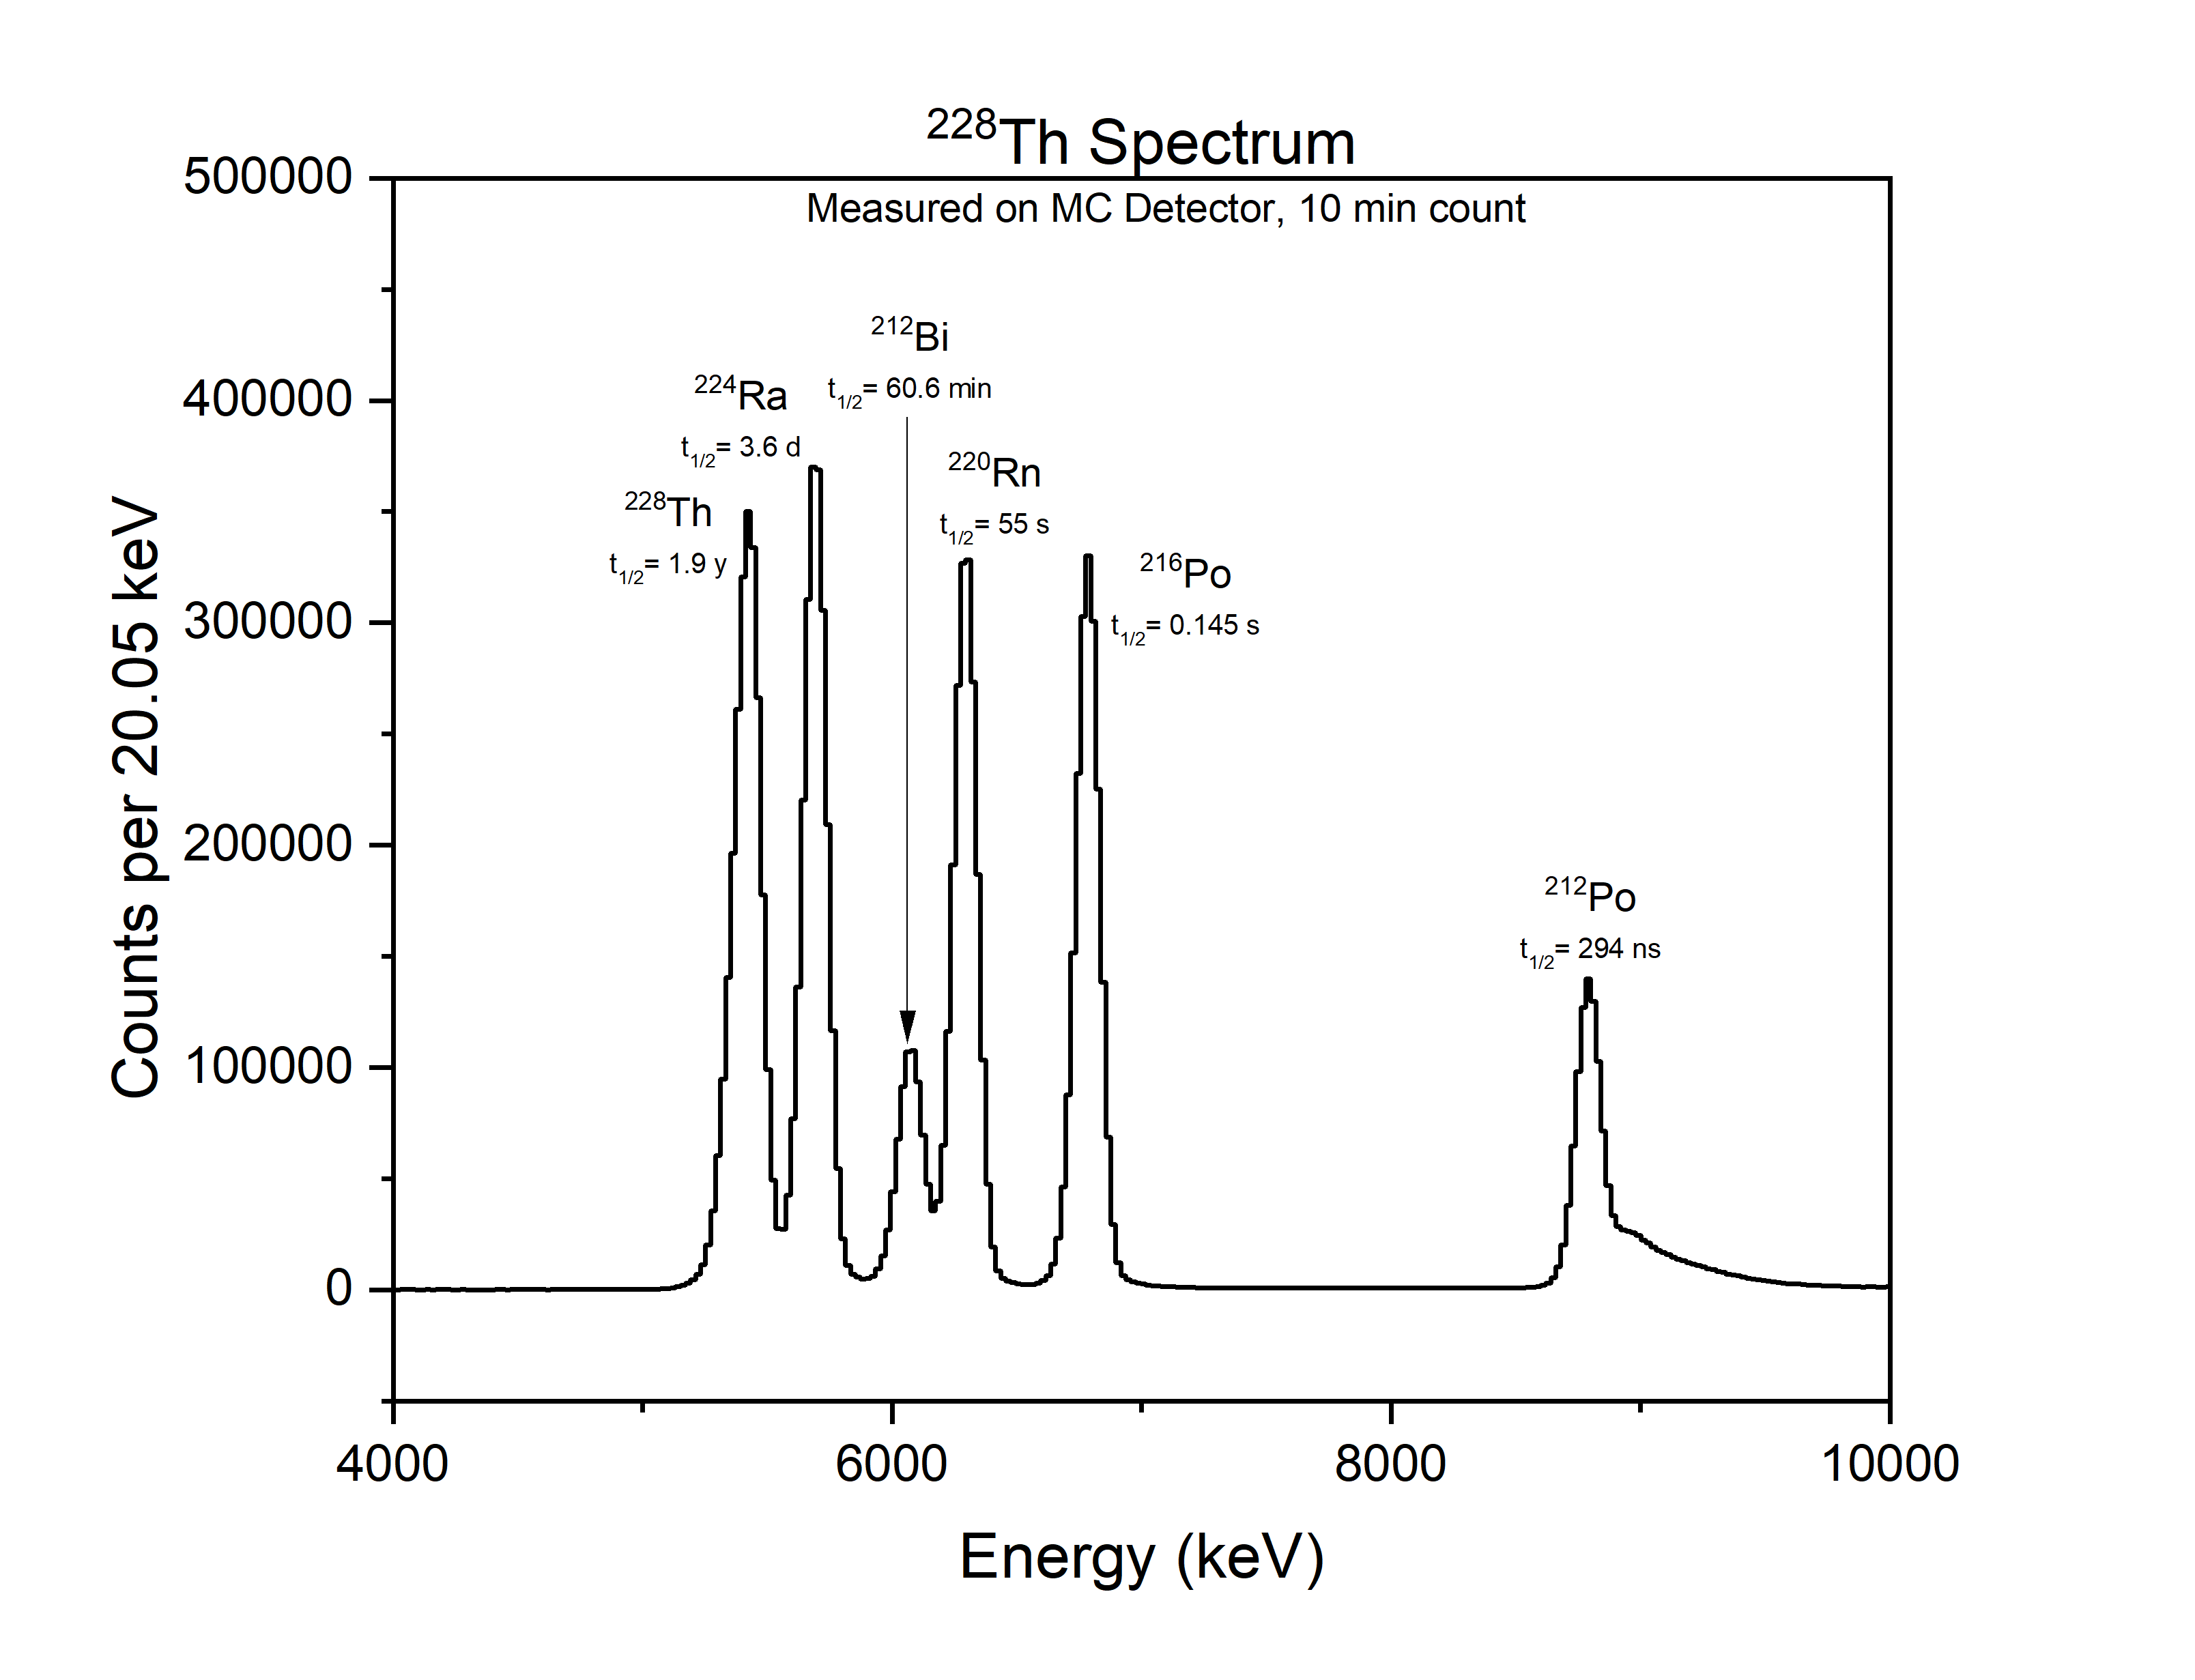 ²²⁸Th Spectrum
Measured on MC Detector, 10 min count
500000
400000
300000
200000
100000
0
Counts per 20.05 keV
²²⁸Th
t₁/₂= 1.9 y
²²⁴Ra
t₁/₂= 3.6 d
²¹²Bi
t₁/₂= 60.6 min
²²⁰Rn
t₁/₂= 55 s
²¹⁶Po
t₁/₂= 0.145 s
²¹²Po
t₁/₂= 294 ns
4000 6000 8000 10000
Energy (keV)